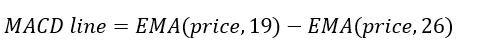 MACD line = EMA(price, 19) − EMA(price, 26)